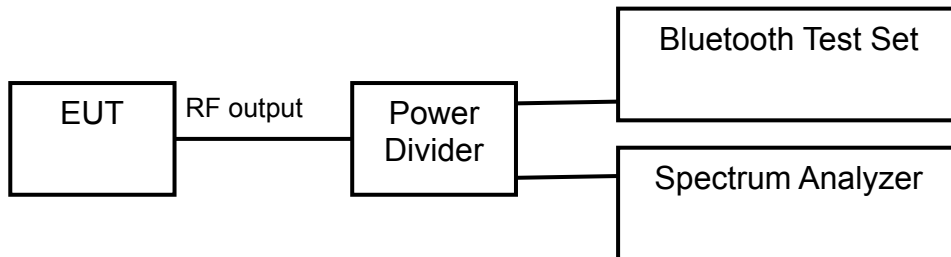 Bluetooth Test Set
EUT
RF output
Power
Divider
Spectrum Analyzer